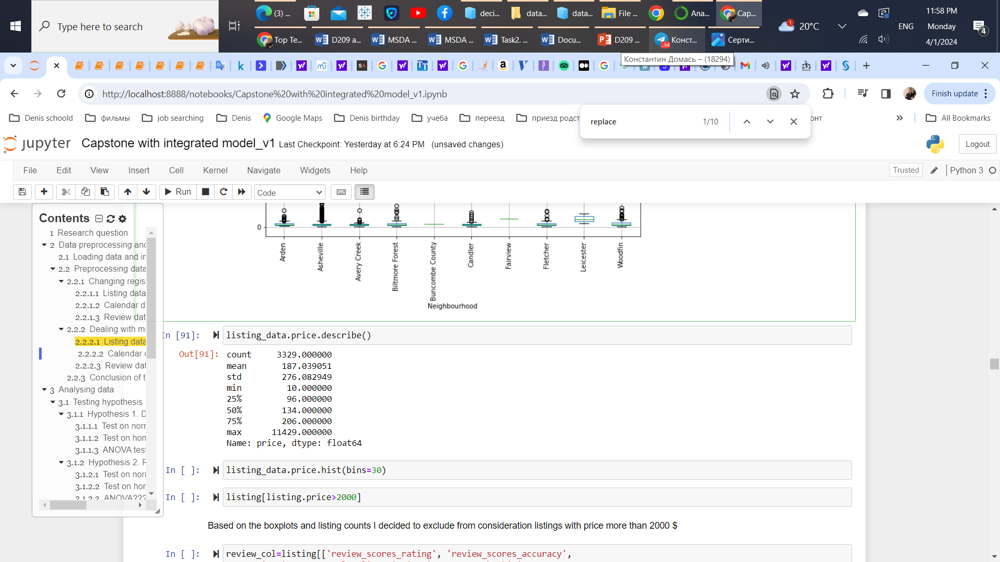 Type here to search
(3) ...
deci...
data...
data...
File ...
Ana...
Cap...
1
20°C
ENG
11:58 PM
Monday
4/1/2024
4
Top Te...
D209 a...
MSDA ...
MSDA ...
Task2. ...
Docu...
D209 ...
..94
Конст...
Серти...
Константин Домась – (18294)
http://localhost:8888/notebooks/Capstone%20with%20integrated%20model_v1.ipynb
Finish update
Denis schoold
фильмы
job searching
Denis
Google Maps
Denis birthday
учеба
переезд
приезд родст
онт
All Bookmarks
replace
1/10
jupyter
Capstone with integrated model_v1 Last Checkpoint: Yesterday at 6:24 PM (unsaved changes)
Logout
File Edit View Insert Cell Kernel Navigate Widgets Help
Trusted
Python 3
Run
Code
Contents
1 Research question
2 Data preprocessing and
2.1 Loading data and in
2.2 Preprocessing data
2.2.1 Changing regis
2.2.1.1 Listing data
2.2.1.2 Calendar d
2.2.1.3 Review dat
2.2.2 Dealing with mi
2.2.2.1 Listing data
2.2.2.2 Calendar
2.2.2.3 Review dat
2.2.3 Conclusion of t
3 Analysing data
3.1 Testing hypothesis
3.1.1 Hypothesis 1. D
3.1.1.1 Test on norr
3.1.1.2 Test on hom
3.1.1.3 ANOVA test
3.1.2 Hypothesis 2. R
3.1.2.1 Test on norr
3.1.2.2 Test on hor
3.1.2.3 ANOVA???
0
Arden
Asheville
Avery Creek
Biltmore Forest
Buncombe County
Candler
Fairview
Fletcher
Leicester
Woodfin
Neighbourhood
In [91]:
listing_data.price.describe()
Out[91]:
count 3329.000000
mean 187.039051
std 276.082949
min 10.000000
25% 96.000000
50% 134.000000
75% 206.000000
max 11429.000000
Name: price, dtype: float64
In [ ]:
listing_data.price.hist(bins=30)
In [ ]:
listing[listing.price>2000]
Based on the boxplots and listing counts I decided to exclude from consideration listings with price more than 2000 $
In [ ]:
review_col=listing[['review_scores_rating', 'review_scores_accuracy',